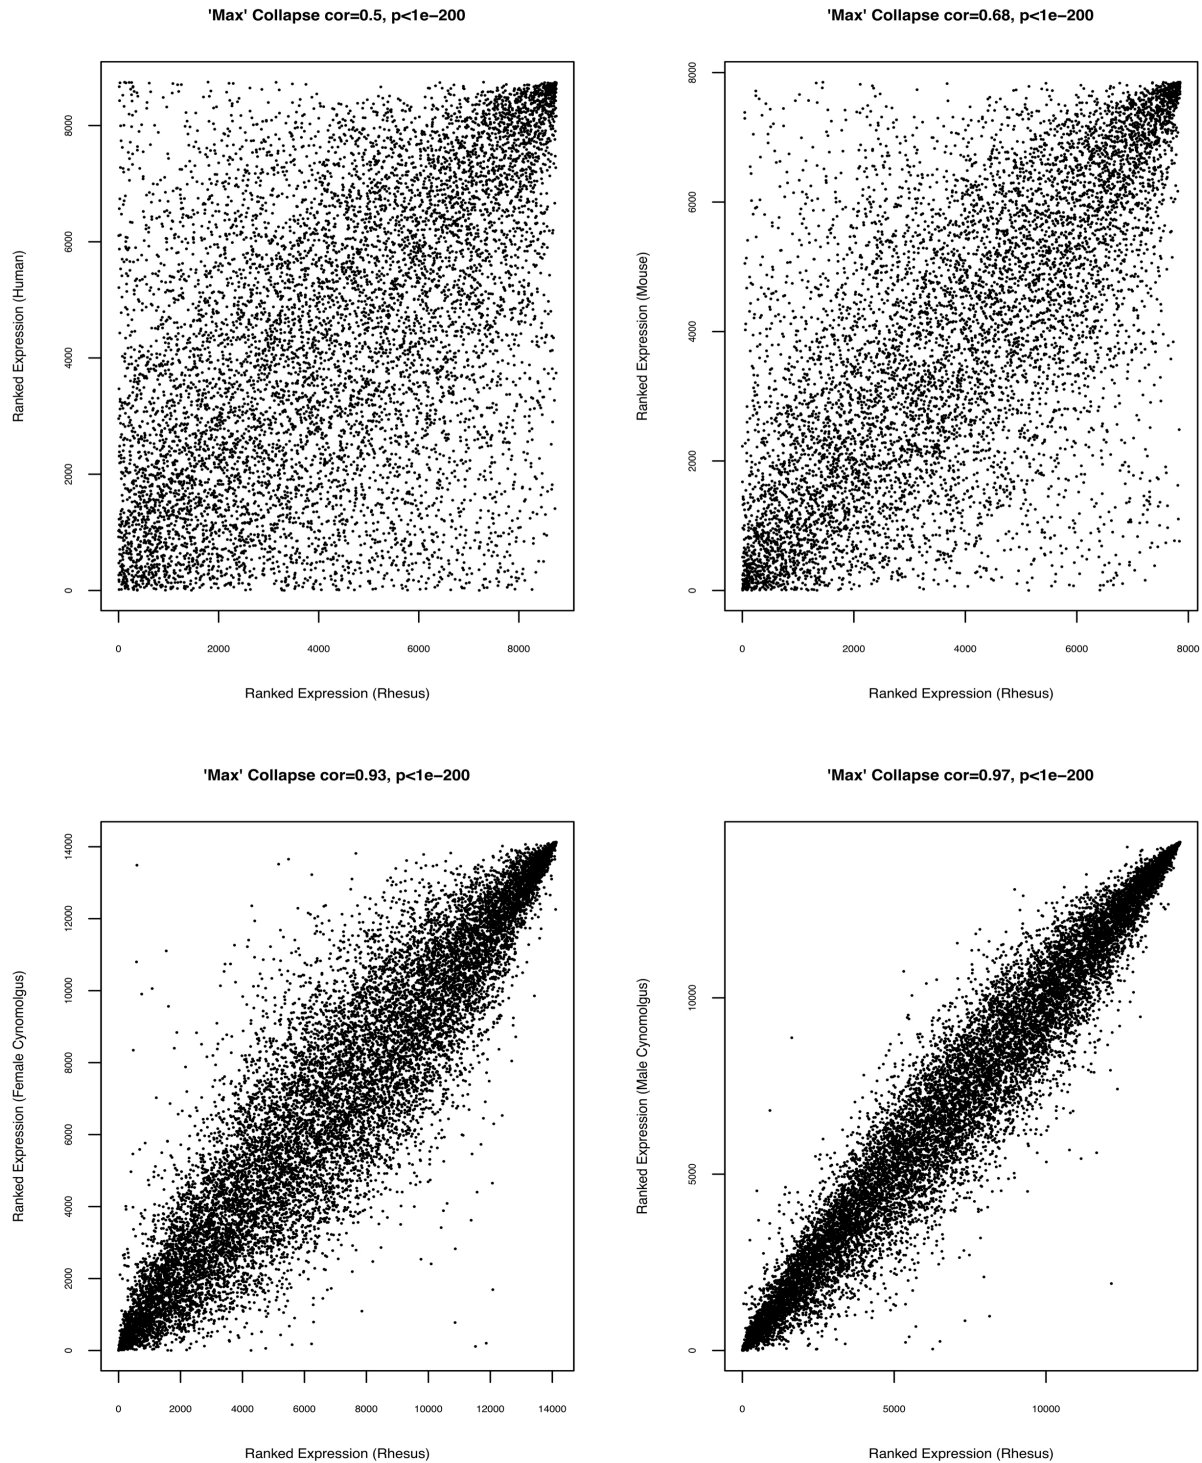 'Max' Collapse cor=0.5, p<1e−200
Ranked Expression (Human)
8000
6000
4000
2000
0
0 2000 4000 6000 8000
Ranked Expression (Rhesus)
'Max' Collapse cor=0.68, p<1e−200
Ranked Expression (Mouse)
8000
6000
4000
2000
0
0 2000 4000 6000 8000
Ranked Expression (Rhesus)
'Max' Collapse cor=0.93, p<1e−200
Ranked Expression (Female Cynomolgus)
14000
12000
10000
8000
6000
4000
2000
0
0 2000 4000 6000 8000 10000 12000 14000
Ranked Expression (Rhesus)
'Max' Collapse cor=0.97, p<1e−200
Ranked Expression (Male Cynomolgus)
10000
5000
0
0 5000 10000
Ranked Expression (Rhesus)